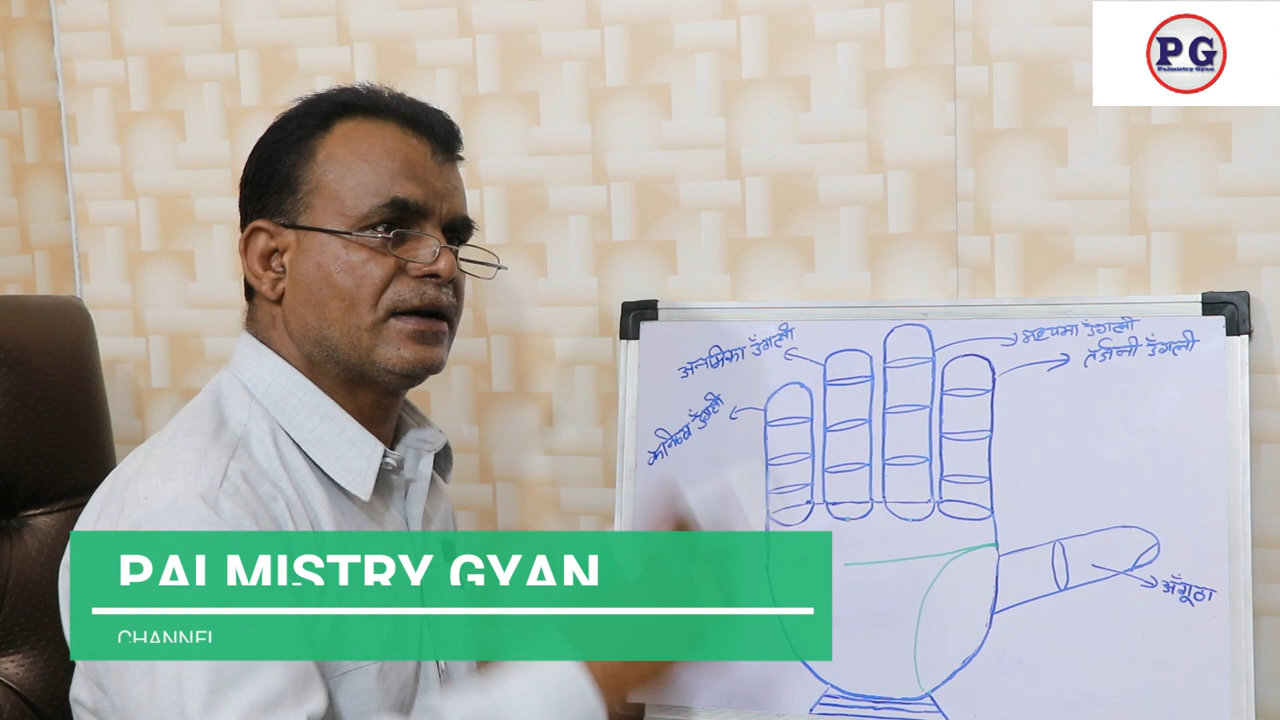 PG
Palmistry Gyan
अनामिका उँगली
मध्यमा उँगली
तर्जनी उँगली
कनिष्ठ उँगली
अँगूठा
PALMISTRY GYAN
CHANNEL